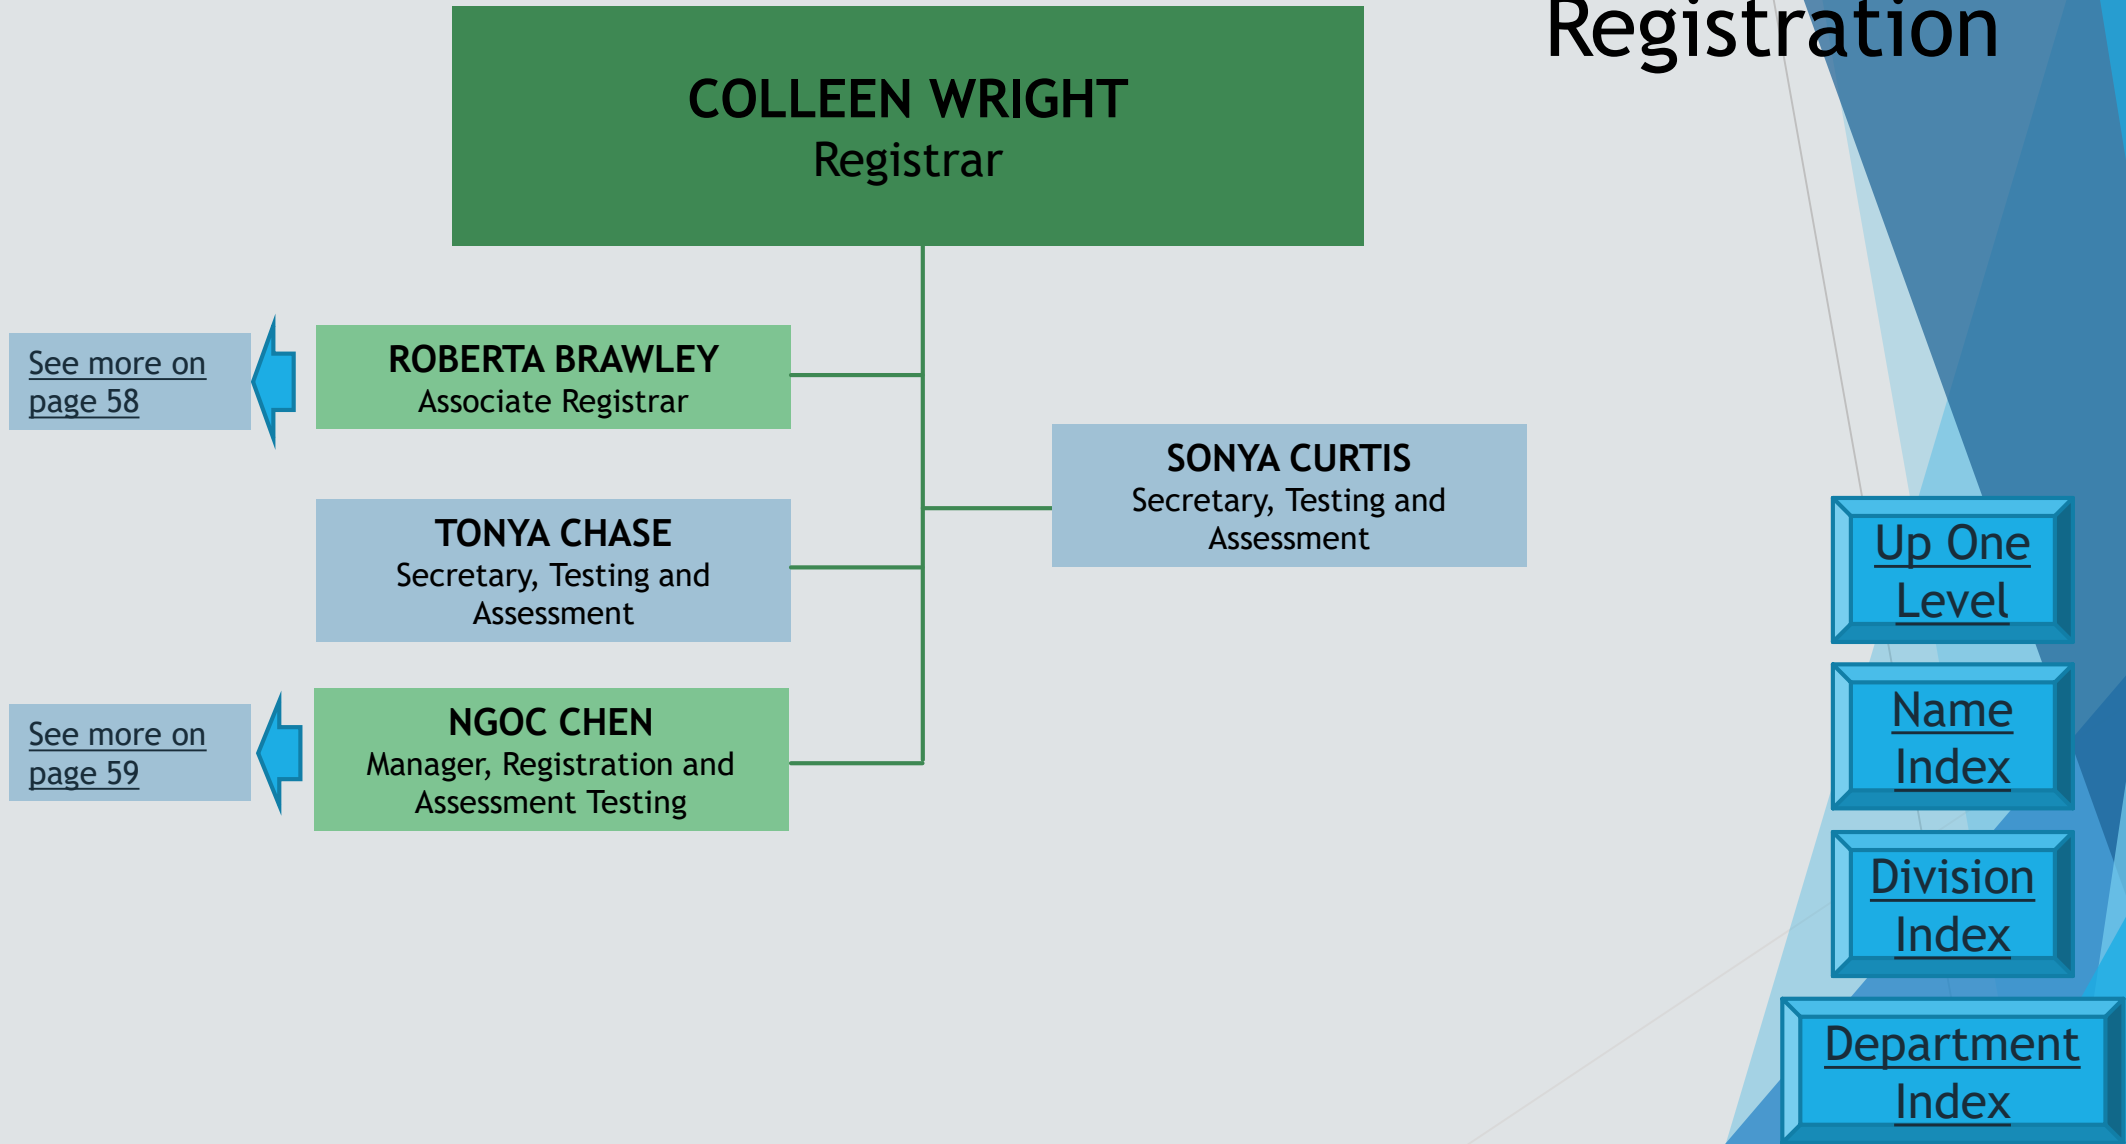 Registration
COLLEEN WRIGHT
Registrar
See more on
page 58
ROBERTA BRAWLEY
Associate Registrar
SONYA CURTIS
Secretary, Testing and
Assessment
TONYA CHASE
Secretary, Testing and
Assessment
See more on
page 59
NGOC CHEN
Manager, Registration and
Assessment Testing
Up One
Level
Name
Index
Division
Index
Department
Index